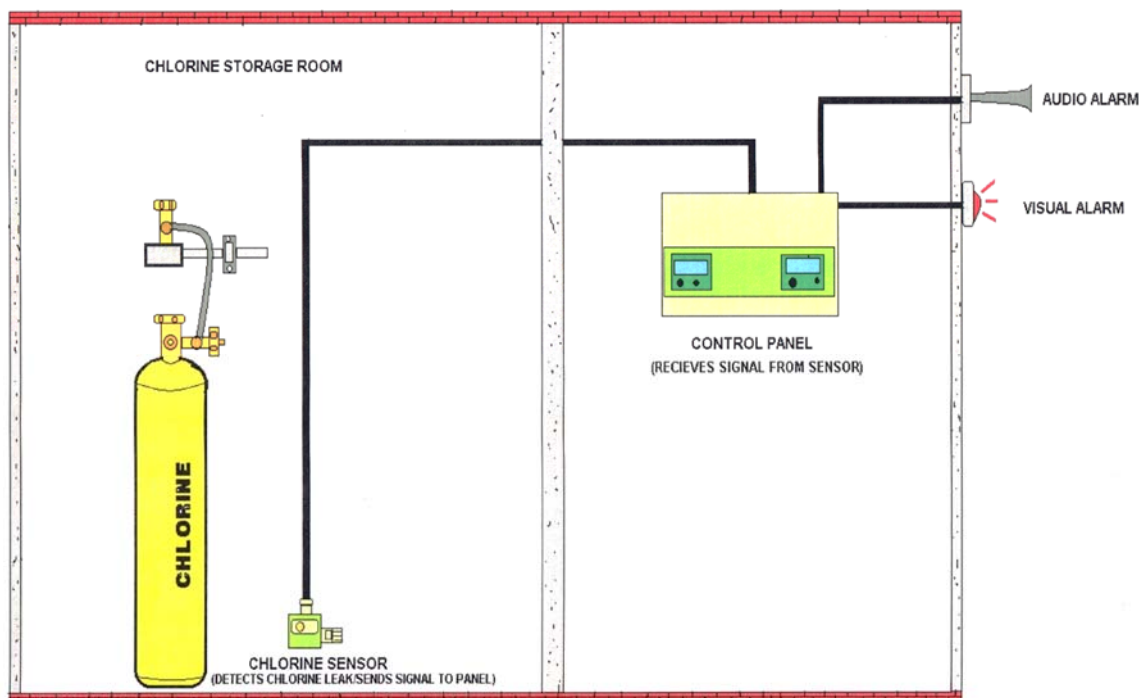 CHLORINE STORAGE ROOM
AUDIO ALARM
VISUAL ALARM
CONTROL PANEL
(RECIEVES SIGNAL FROM SENSOR)
CHLORINE
CHLORINE SENSOR
(DETECTS CHLORINE LEAK/SENDS SIGNAL TO PANEL)